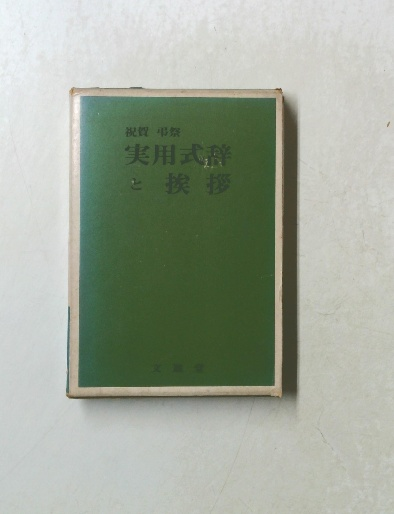 祝賀 弔祭
実用式辞
と 挨拶